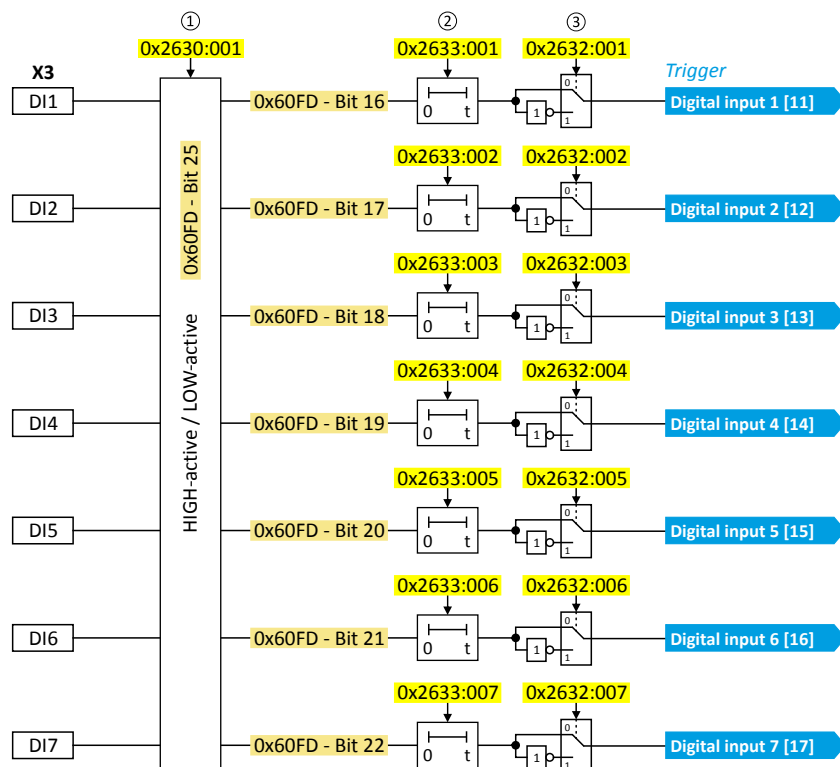 ① ② ③
0x2630:001 0x2633:001 0x2632:001
X3 Trigger
DI1 0x60FD - Bit 16 0 t 1 0 1 Digital input 1 [11]
0x2633:002 0x2632:002
DI2 0x60FD - Bit 17 0 t 1 0 1 Digital input 2 [12]
0x60FD - Bit 25
0x2633:003 0x2632:003
DI3 0x60FD - Bit 18 0 t 1 0 1 Digital input 3 [13]
HIGH-active / LOW-active
0x2633:004 0x2632:004
DI4 0x60FD - Bit 19 0 t 1 0 1 Digital input 4 [14]
0x2633:005 0x2632:005
DI5 0x60FD - Bit 20 0 t 1 0 1 Digital input 5 [15]
0x2633:006 0x2632:006
DI6 0x60FD - Bit 21 0 t 1 0 1 Digital input 6 [16]
0x2633:007 0x2632:007
DI7 0x60FD - Bit 22 0 t 1 0 1 Digital input 7 [17]